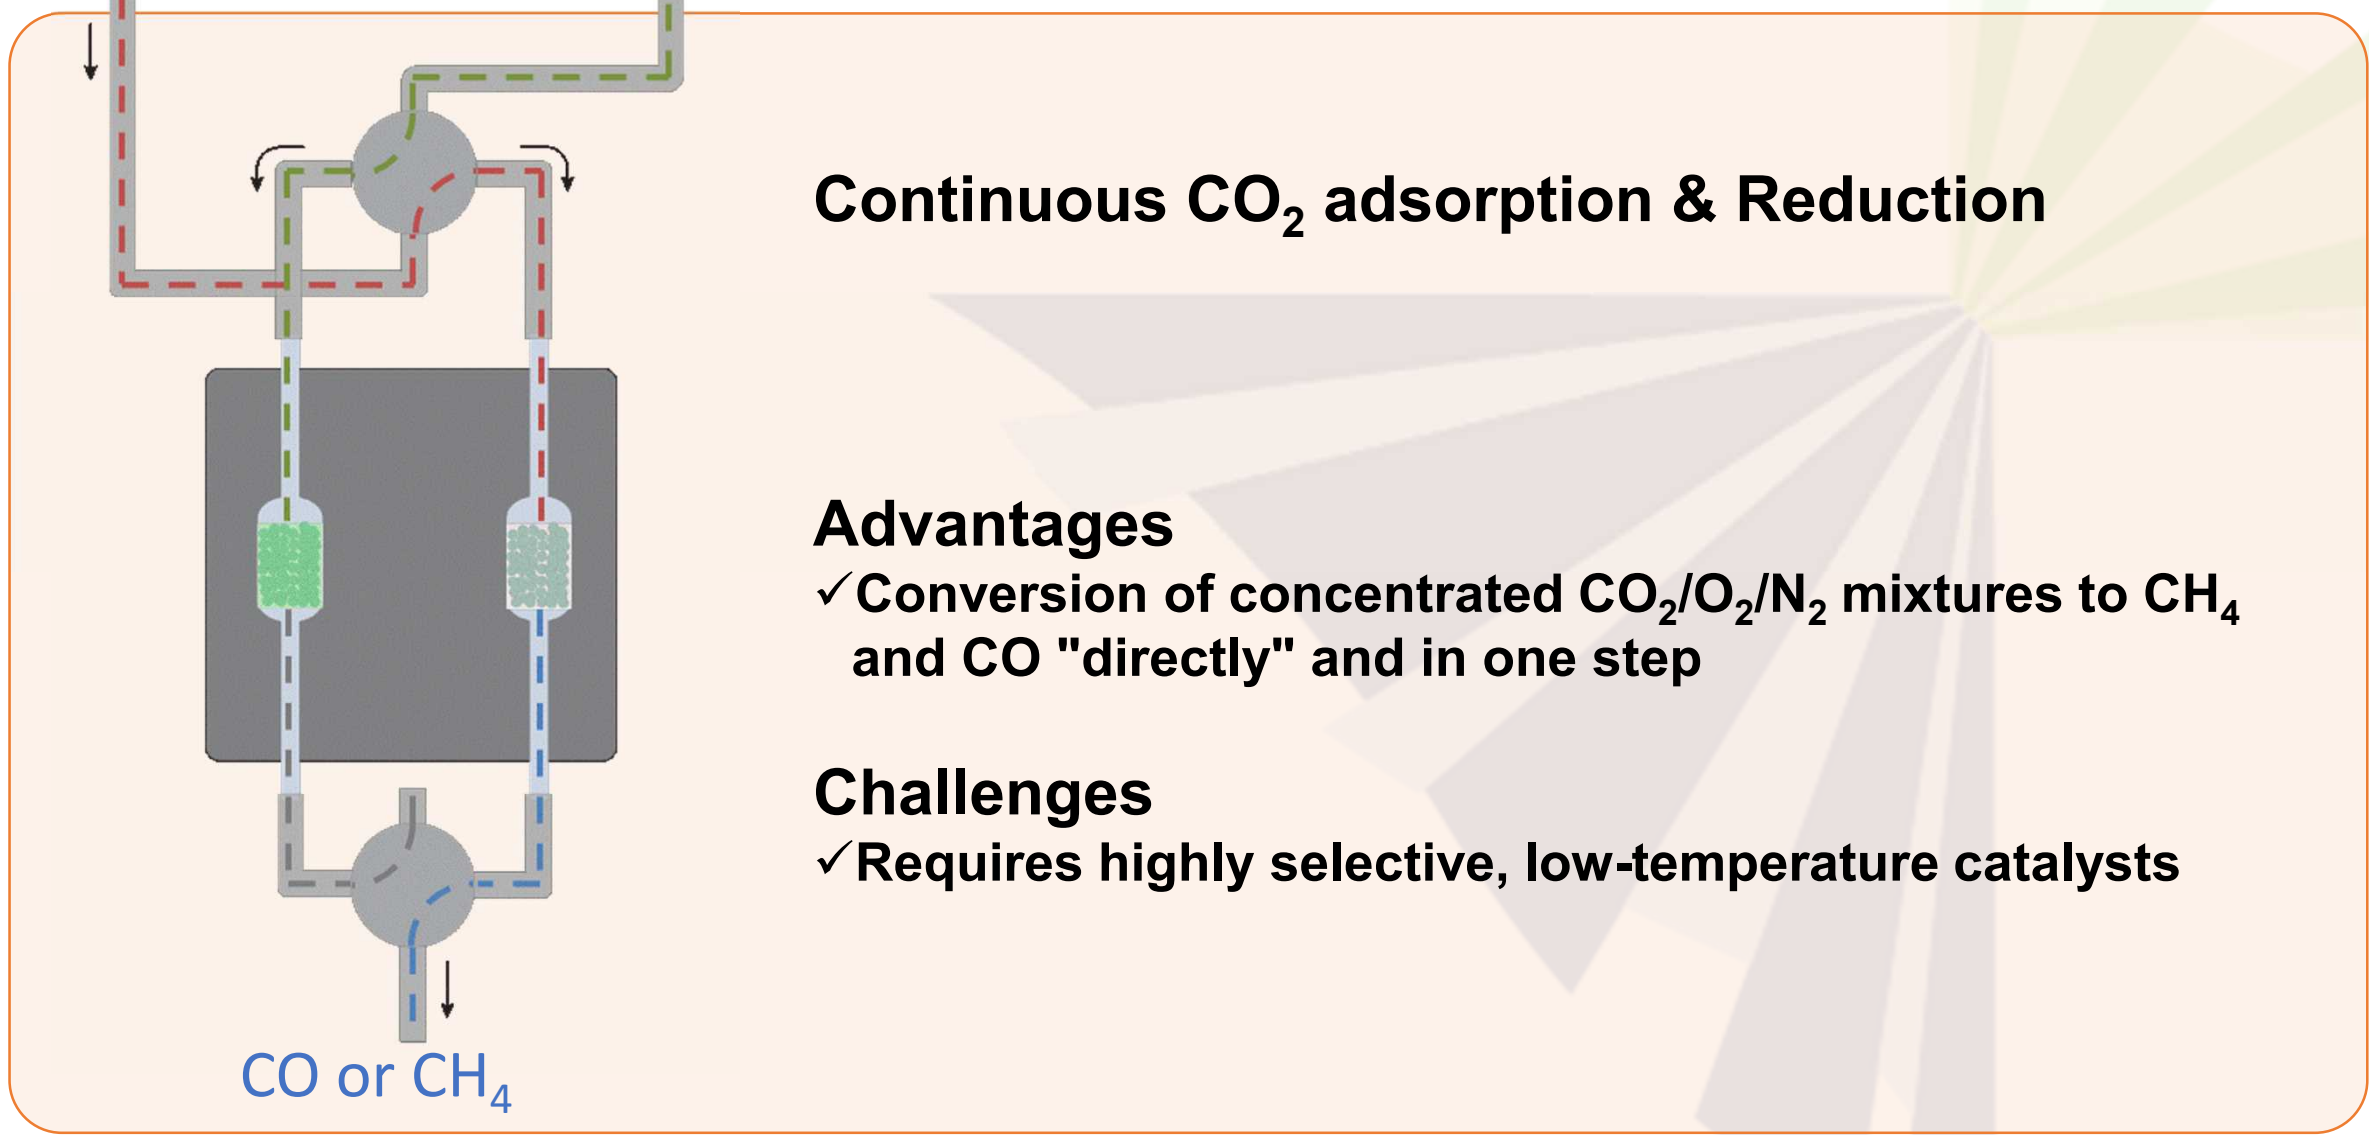 Continuous CO₂ adsorption & Reduction
Advantages
✓Conversion of concentrated CO₂/O₂/N₂ mixtures to CH₄
and CO "directly" and in one step
Challenges
✓Requires highly selective, low-temperature catalysts
CO or CH₄